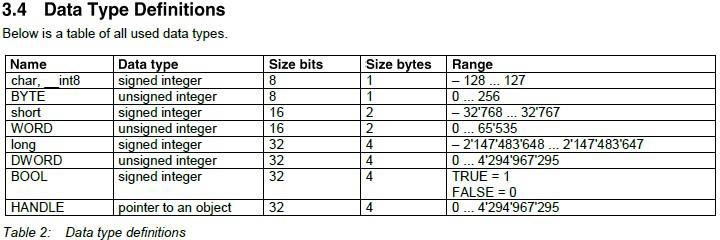 3.4 Data Type Definitions
Below is a table of all used data types.
Name Data type Size bits Size bytes Range
char, __int8 signed integer 8 1 – 128 ... 127
BYTE unsigned integer 8 1 0 ... 256
short signed integer 16 2 – 32'768 ... 32'767
WORD unsigned integer 16 2 0 ... 65'535
long signed integer 32 4 – 2'147'483'648 ... 2'147'483'647
DWORD unsigned integer 32 4 0 ... 4'294'967'295
BOOL signed integer 32 4 TRUE = 1
FALSE = 0
HANDLE pointer to an object 32 4 0 ... 4'294'967'295
Table 2: Data type definitions